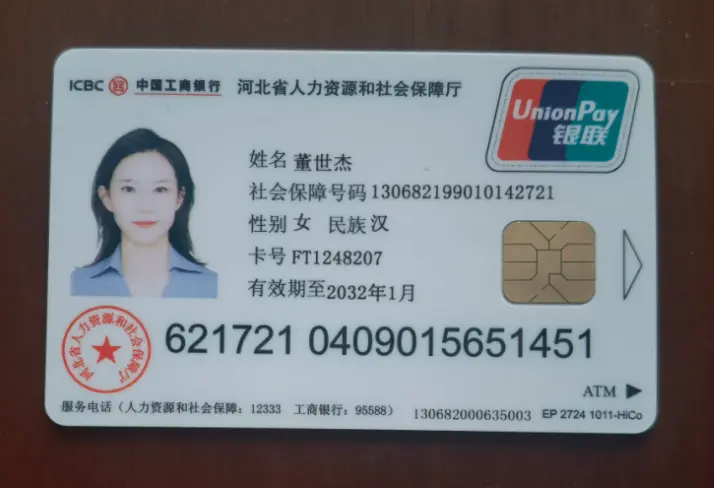 ICBC 中国工商银行 河北省人力资源和社会保障厅
UnionPay
银联
姓名 董世杰
社会保障号码 130682199010142721
性别 女 民族 汉
卡号 FT1248207
有效期至 2032年1月
河北省人力资源和社会保障厅
621721 0409015651451
ATM
服务电话（人力资源和社会保障：12333 工商银行：95588） 130682000635003 EP 2724 1011-HiCo